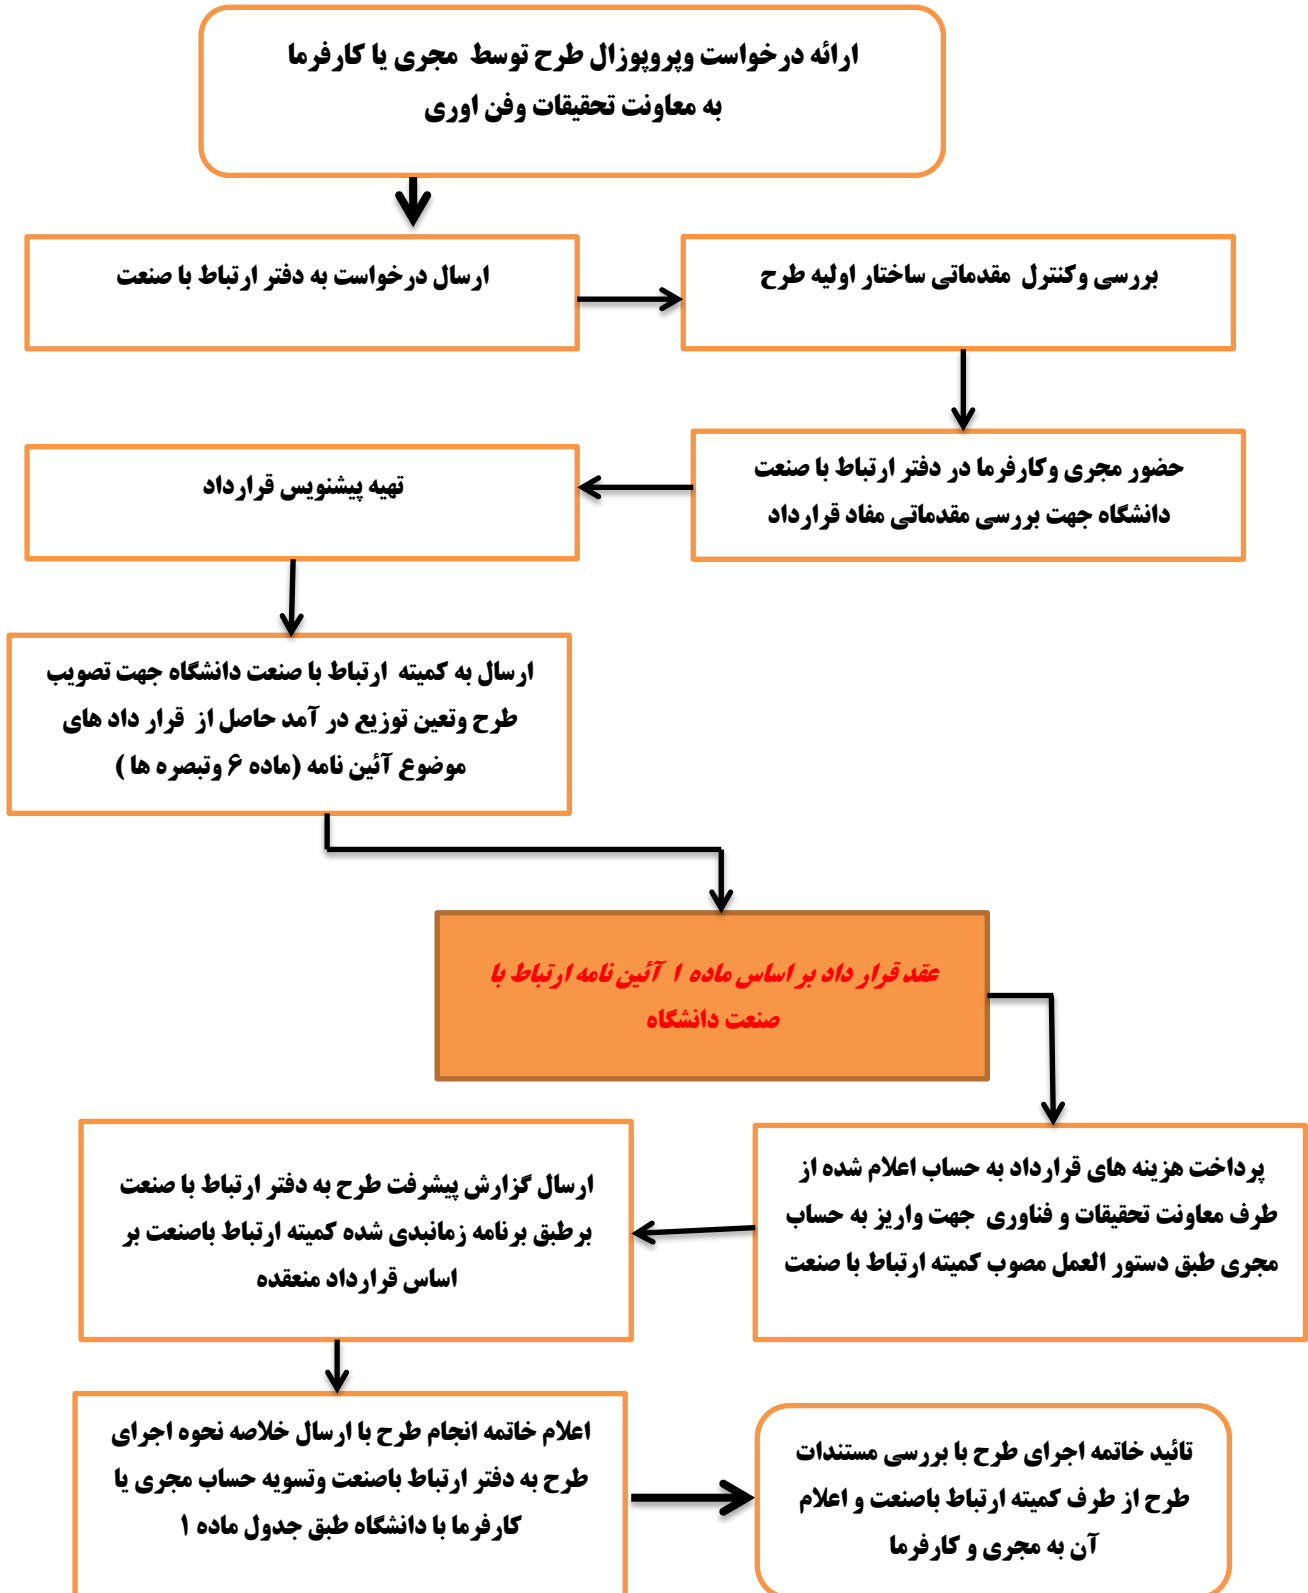 ارائه درخواست وپروپوزال طرح توسط مجری یا کارفرما
به معاونت تحقیقات وفن اوری
ارسال درخواست به دفتر ارتباط با صنعت
بررسی وکنترل مقدماتی ساختار اولیه طرح
حضور مجری وکارفرما در دفتر ارتباط با صنعت
دانشگاه جهت بررسی مقدماتی مفاد قرارداد
تهیه پیشنویس قرارداد
ارسال به کمیته ارتباط با صنعت دانشگاه جهت تصویب
طرح وتعین توزیع در آمد حاصل از قرار داد های
موضوع آئین نامه (ماده ۶ وتبصره ها )
عقد قرار داد بر اساس ماده ۱ آئین نامه ارتباط با
صنعت دانشگاه
پرداخت هزینه های قرارداد به حساب اعلام شده از
طرف معاونت تحقیقات و فناوری جهت واریز به حساب
مجری طبق دستور العمل مصوب کمیته ارتباط با صنعت
ارسال گزارش پیشرفت طرح به دفتر ارتباط با صنعت
برطبق برنامه زمانبدی شده کمیته ارتباط باصنعت بر
اساس قرارداد منعقده
اعلام خاتمه انجام طرح با ارسال خلاصه نحوه اجرای
طرح به دفتر ارتباط باصنعت وتسویه حساب مجری یا
کارفرما با دانشگاه طبق جدول ماده ۱
تائید خاتمه اجرای طرح با بررسی مستندات
طرح از طرف کمیته ارتباط باصنعت و اعلام
آن به مجری و کارفرما